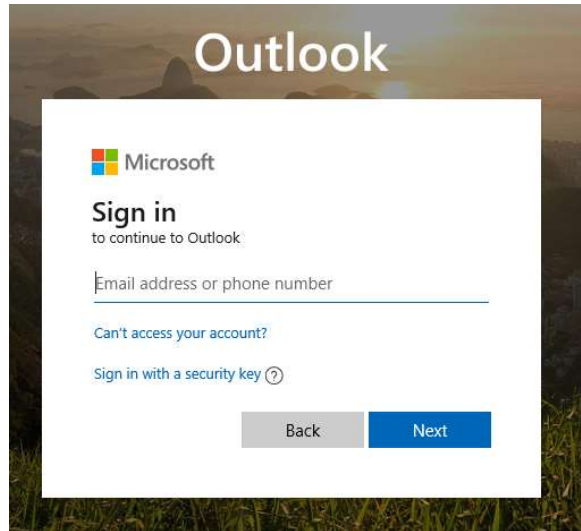 Outlook
Microsoft
Sign in
to continue to Outlook
Email address or phone number
Can't access your account?
Sign in with a security key
Back Next